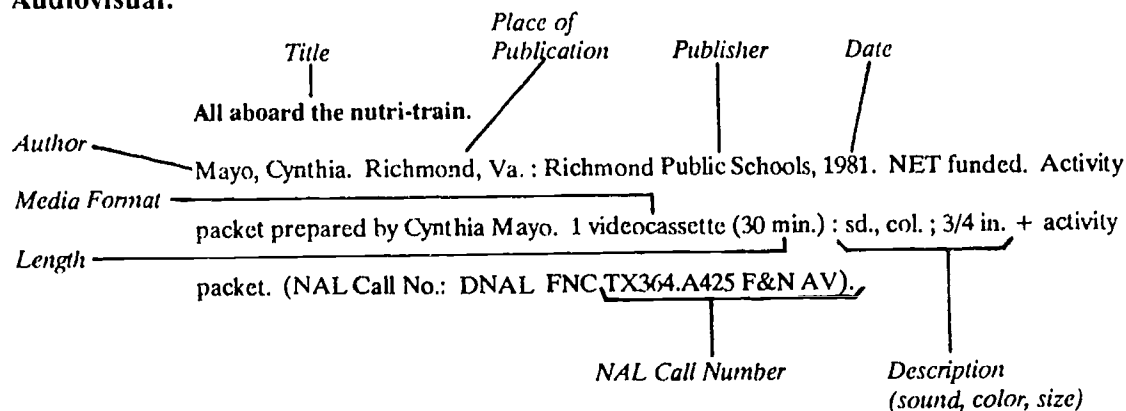 Audiovisual:
Place of
Title Publication Publisher Date
All aboard the nutri-train.
Author
Mayo, Cynthia. Richmond, Va. : Richmond Public Schools, 1981. NET funded. Activity
Media Format
packet prepared by Cynthia Mayo. 1 videocassette (30 min.) : sd., col. ; 3/4 in. + activity
Length
packet. (NAL Call No.: DNAL FNC TX364.A425 F&N AV).
NAL Call Number Description
(sound, color, size)